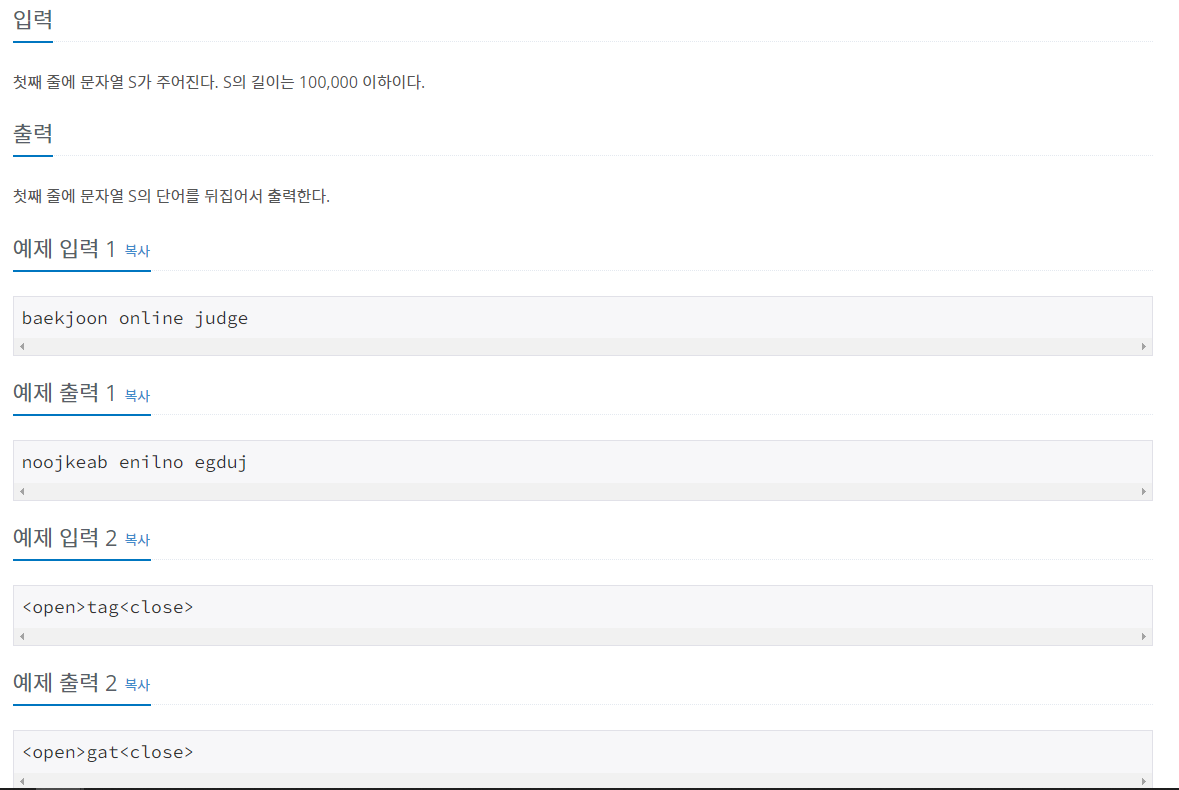 입력
첫째 줄에 문자열 S가 주어진다. S의 길이는 100,000 이하이다.
출력
첫째 줄에 문자열 S의 단어를 뒤집어서 출력한다.
예제 입력 1 복사
baekjoon online judge
예제 출력 1 복사
noojkeab enilno egduj
예제 입력 2 복사
<open>tag<close>
예제 출력 2 복사
<open>gat<close>